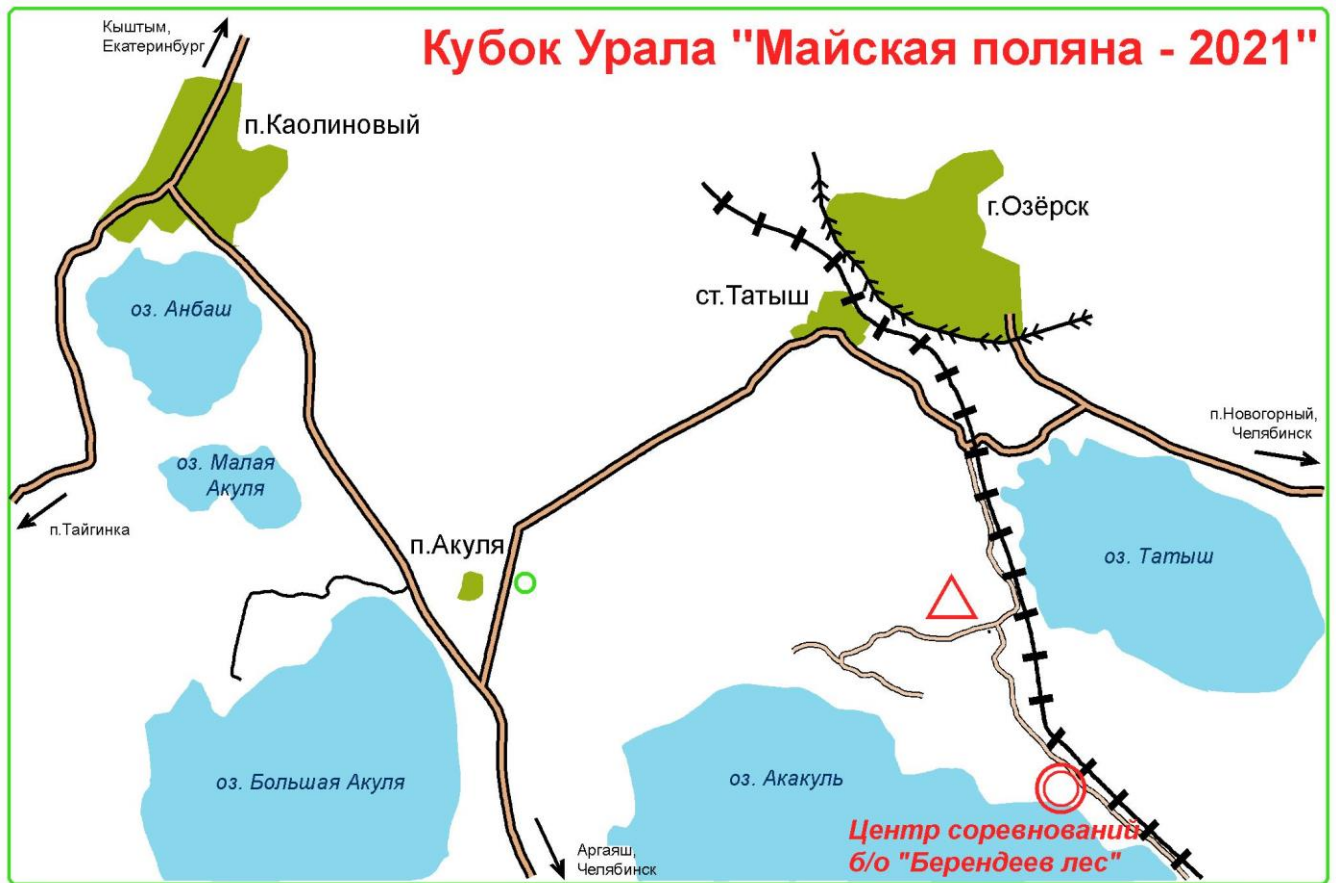 Кубок Урала "Майская поляна - 2021"
Кыштым,
Екатеринбург
п.Каолиновый
г.Озёрск
ст.Татыш
оз. Анбаш
п.Новогорный,
Челябинск
оз. Малая
Акуля
п.Тайгинка
п.Акуля
оз. Татыш
оз. Большая Акуля
оз. Акакуль
Центр соревнований
б/о "Берендеев лес"
Аргаяш,
Челябинск